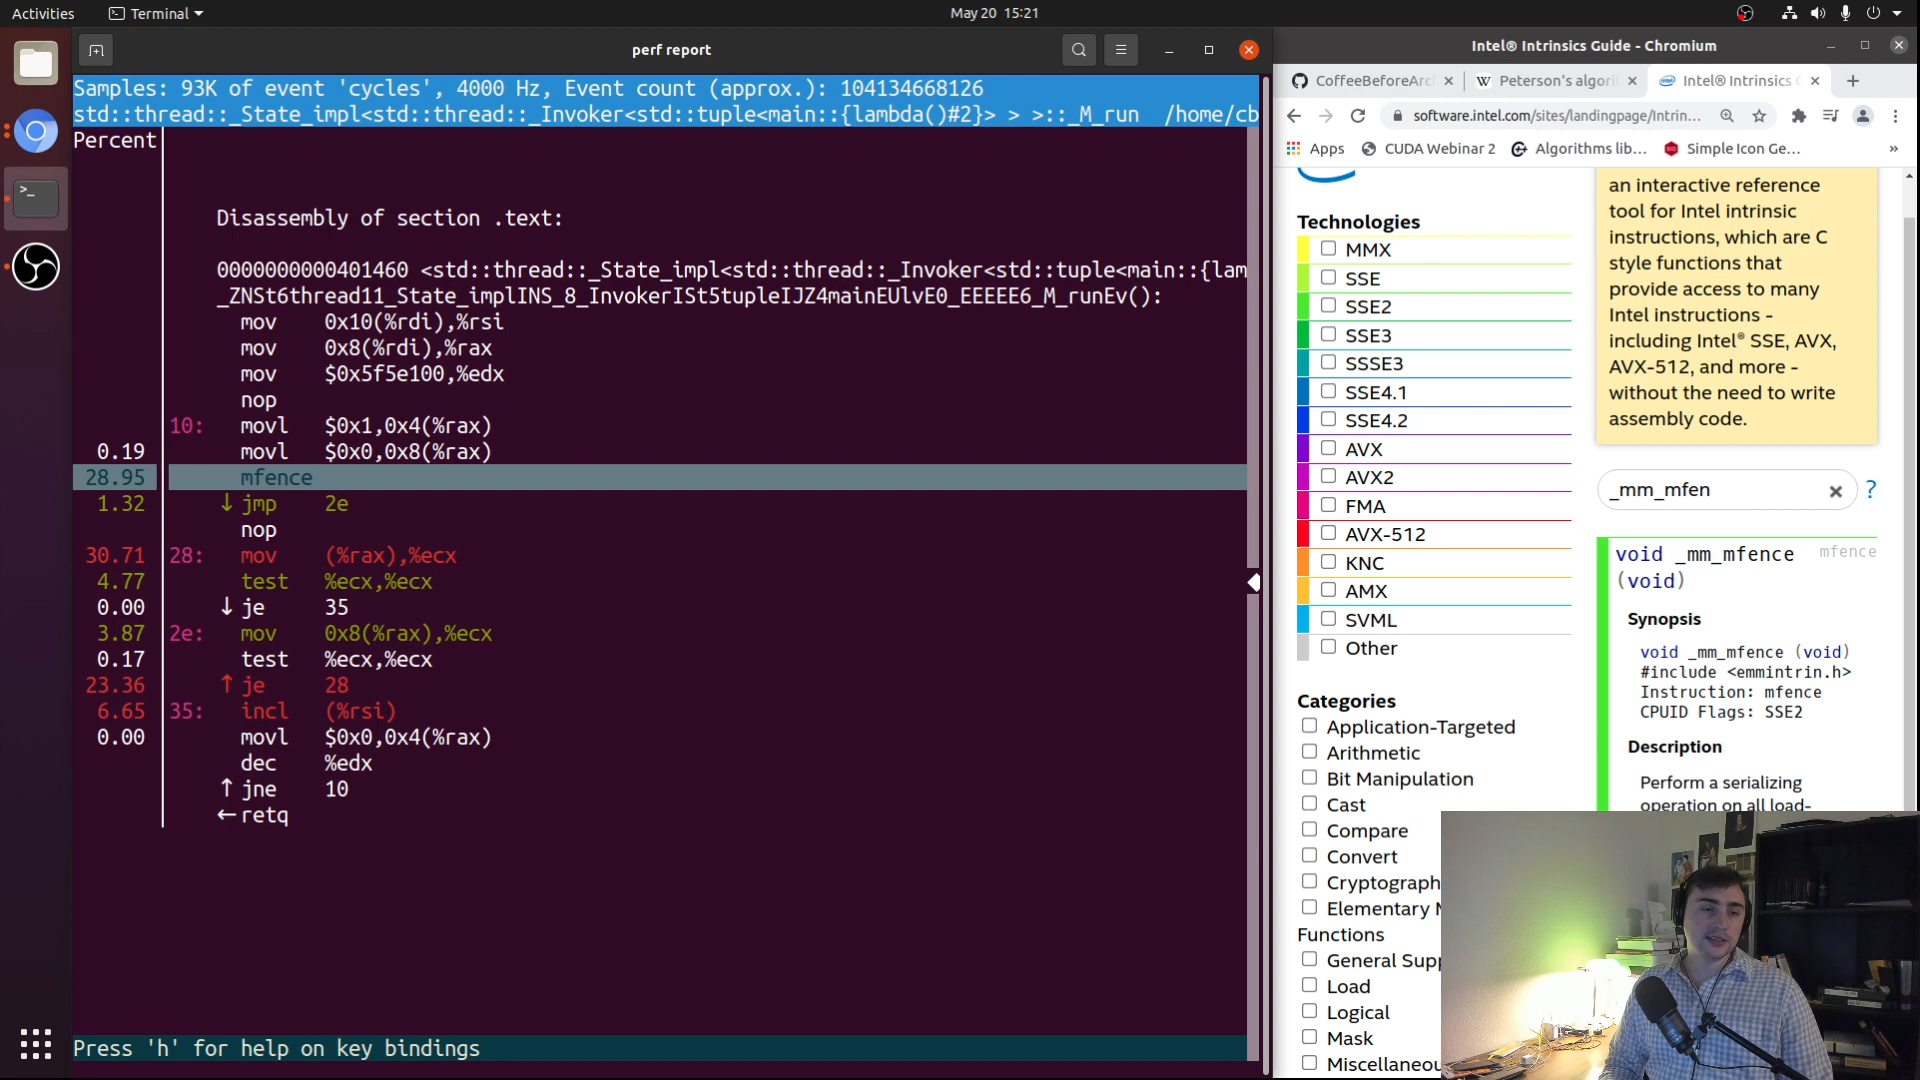 Activities
Terminal
May 20 15:21
perf report
Samples: 93K of event 'cycles', 4000 Hz, Event count (approx.): 104134668126
std::thread::_State_impl<std::thread::_Invoker<std::tuple<main::{lambda()#2}> > >::_M_run /home/cb
Percent
Disassembly of section .text:
0000000000401460 <std::thread::_State_impl<std::thread::_Invoker<std::tuple<main::{lam
_ZNSt6thread11_State_implINS_8_InvokerISt5tupleIJZ4mainEUlvE0_EEEEE6_M_runEv():
mov 0x10(%rdi),%rsi
mov 0x8(%rdi),%rax
mov $0x5f5e100,%edx
nop
10: movl $0x1,0x4(%rax)
0.19 movl $0x0,0x8(%rax)
28.95 mfence
1.32 ↓ jmp 2e
nop
30.71 28: mov (%rax),%ecx
4.77 test %ecx,%ecx
0.00 ↓ je 35
3.87 2e: mov 0x8(%rax),%ecx
0.17 test %ecx,%ecx
23.36 ↑ je 28
6.65 35: incl (%rsi)
0.00 movl $0x0,0x4(%rax)
dec %edx
↑ jne 10
← retq
Press 'h' for help on key bindings
Intel® Intrinsics Guide - Chromium
CoffeeBeforeArc
Peterson's algorit
Intel® Intrinsics G
software.intel.com/sites/landingpage/Intrin...
Apps
CUDA Webinar 2
Algorithms lib...
Simple Icon Ge...
»
Technologies
MMX
SSE
SSE2
SSE3
SSSE3
SSE4.1
SSE4.2
AVX
AVX2
FMA
AVX-512
KNC
AMX
SVML
Other
Categories
Application-Targeted
Arithmetic
Bit Manipulation
Cast
Compare
Convert
Cryptograph
Elementary M
Functions
General Supp
Load
Logical
Mask
Miscellaneou
an interactive reference
tool for Intel intrinsic
instructions, which are C
style functions that
provide access to many
Intel instructions -
including Intel® SSE, AVX,
AVX-512, and more -
without the need to write
assembly code.
_mm_mfen
?
void _mm_mfence mfence
(void)
Synopsis
void _mm_mfence (void)
#include <emmintrin.h>
Instruction: mfence
CPUID Flags: SSE2
Description
Perform a serializing
operation on all load-